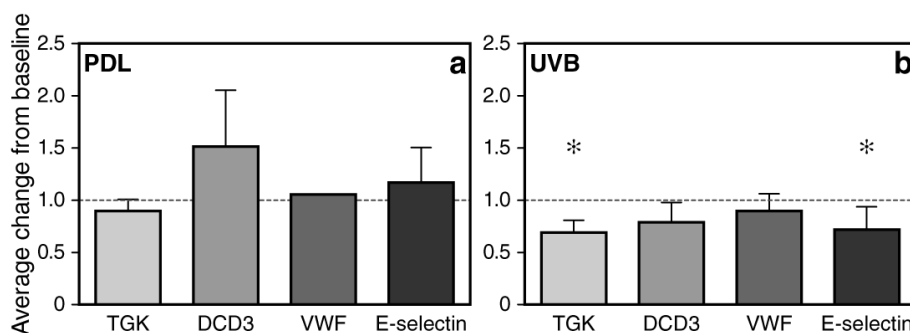 Average change from baseline
PDL
a
2.5
2.0
1.5
1.0
0.5
0
TGK
DCD3
VWF
E-selectin
UVB
b
2.5
2.0
1.5
1.0
0.5
0
*
*
TGK
DCD3
VWF
E-selectin